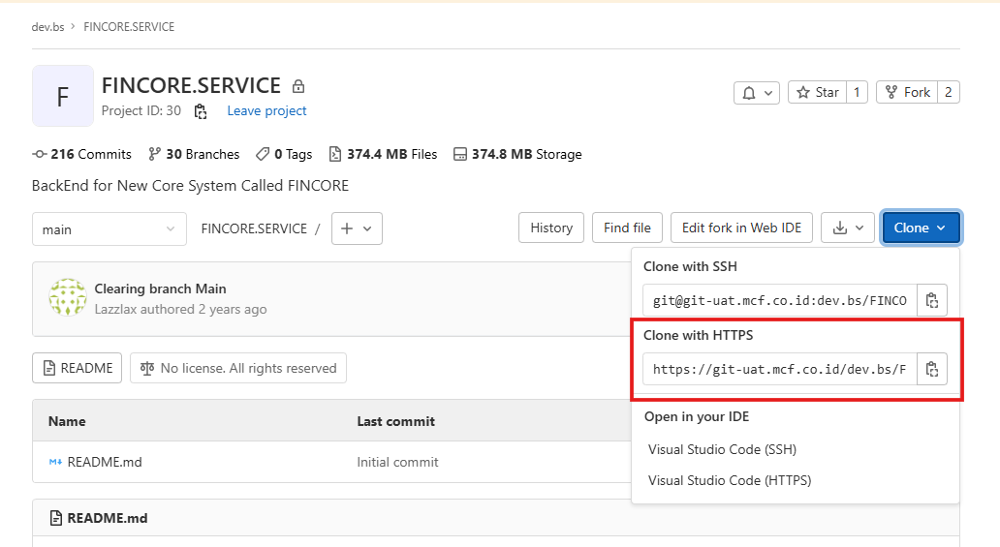 dev.bs > FINCORE.SERVICE
F
FINCORE.SERVICE
Project ID: 30 Leave project
Star 1
Fork 2
216 Commits 30 Branches 0 Tags 374.4 MB Files 374.8 MB Storage
BackEnd for New Core System Called FINCORE
main FINCORE.SERVICE / +
History Find file Edit fork in Web IDE Clone
Clearing branch Main
Lazzlax authored 2 years ago
README No license. All rights reserved
Name Last commit
README.md Initial commit
README.md
Clone with SSH
git@git-uat.mcf.co.id:dev.bs/FINCO
Clone with HTTPS
https://git-uat.mcf.co.id/dev.bs/F
Open in your IDE
Visual Studio Code (SSH)
Visual Studio Code (HTTPS)